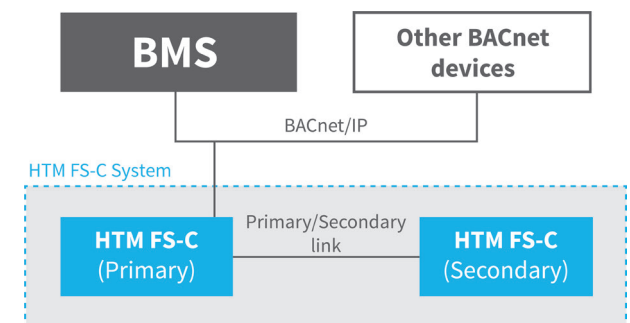 BMS
Other BACnet
devices
BACnet/IP
HTM FS-C System
HTM FS-C
(Primary)
Primary/Secondary
link
HTM FS-C
(Secondary)